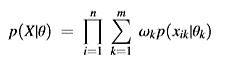 p(X|θ) = ∏_{i=1}^{n} ∑_{k=1}^{m} ω_k p(x_{ik}|θ_k)